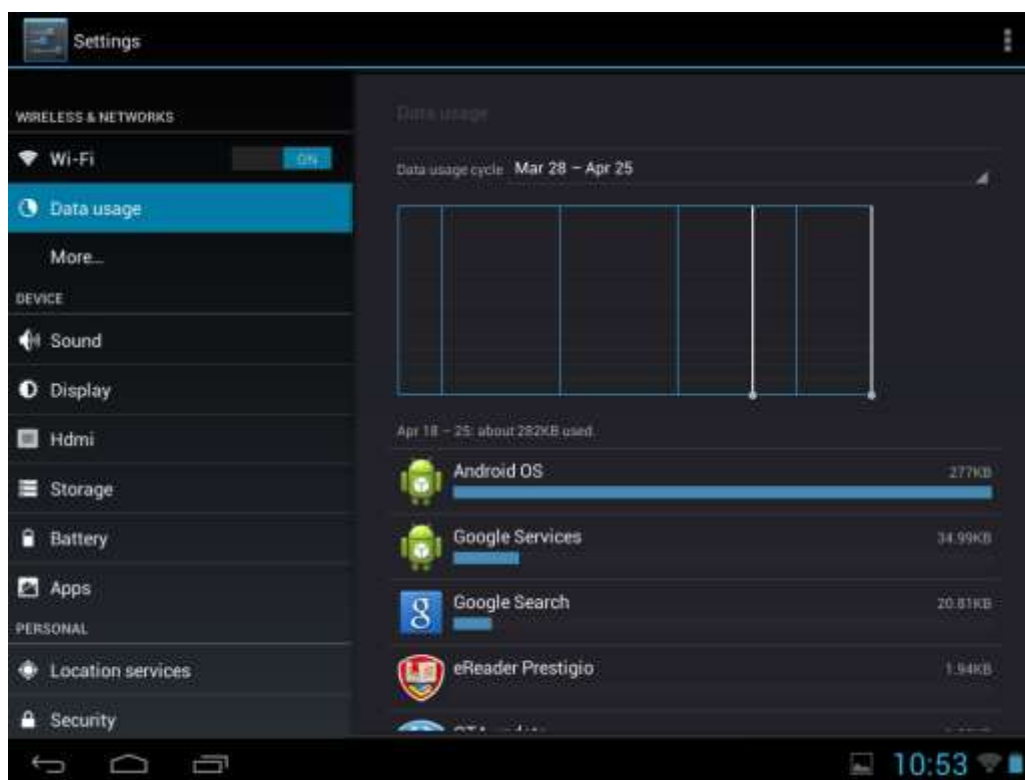 Settings
WIRELESS & NETWORKS
Wi-Fi
ON
Data usage
More...
DEVICE
Sound
Display
Hdmi
Storage
Battery
Apps
PERSONAL
Location services
Security
Data usage
Data usage cycle Mar 28 – Apr 25
Apr 18 – 25: about 282KB used.
Android OS 277KB
Google Services 34.99KB
Google Search 20.81KB
eReader Prestigio 1.94KB
OTA update
10:53